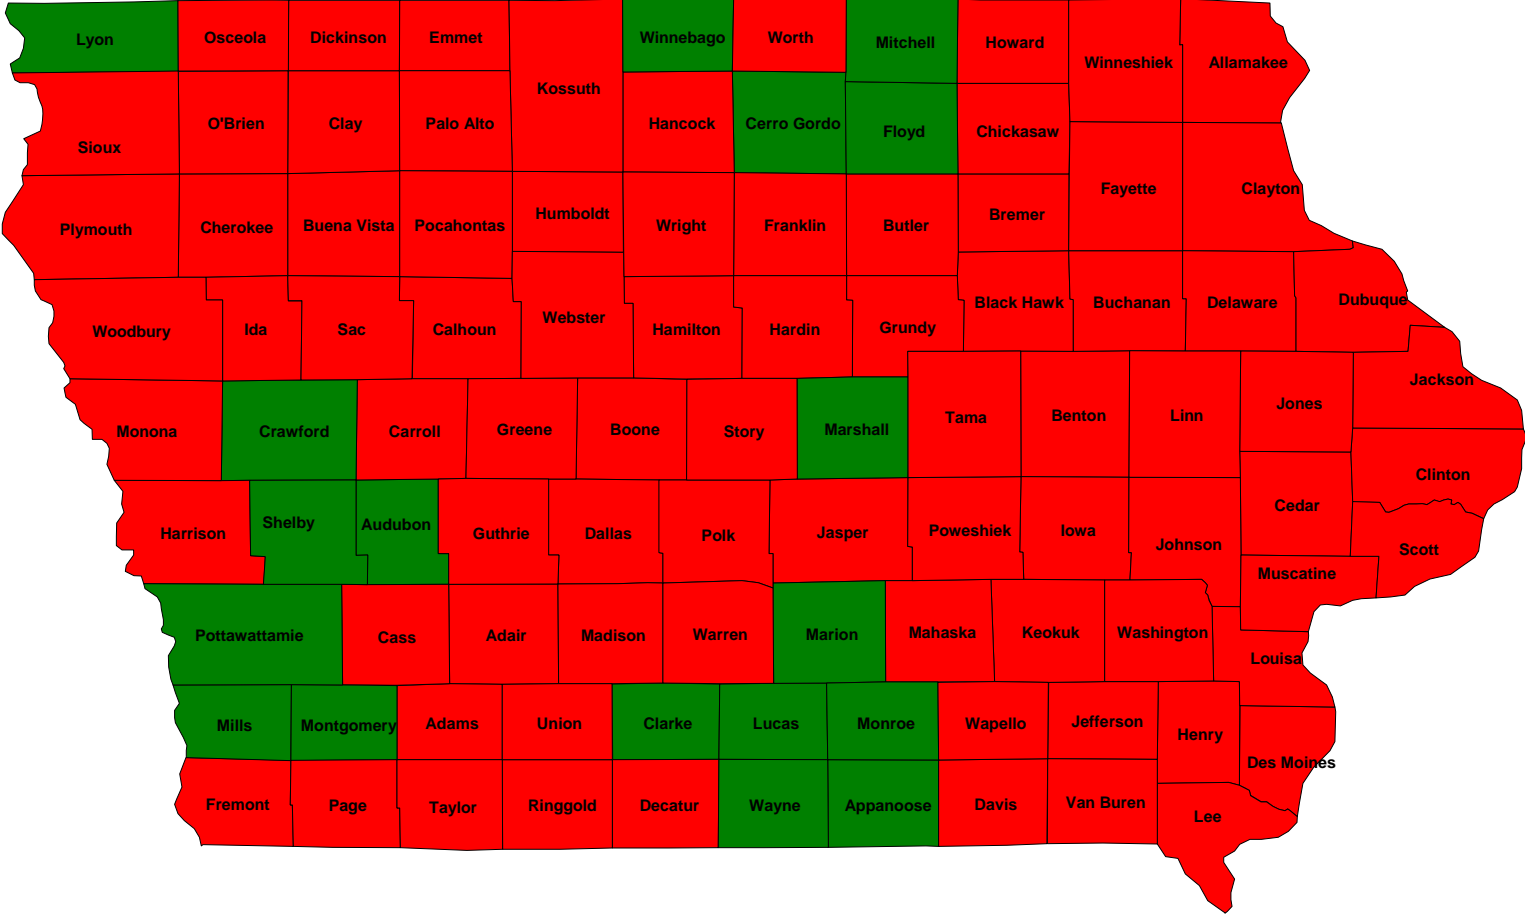 Lyon
Osceola
Dickinson
Emmet
Kossuth
Winnebago
Worth
Mitchell
Howard
Winneshiek
Allamakee
Sioux
O'Brien
Clay
Palo Alto
Hancock
Cerro Gordo
Floyd
Chickasaw
Fayette
Clayton
Plymouth
Cherokee
Buena Vista
Pocahontas
Humboldt
Wright
Franklin
Butler
Bremer
Woodbury
Ida
Sac
Calhoun
Webster
Hamilton
Hardin
Grundy
Black Hawk
Buchanan
Delaware
Dubuque
Monona
Crawford
Carroll
Greene
Boone
Story
Marshall
Tama
Benton
Linn
Jones
Jackson
Clinton
Harrison
Shelby
Audubon
Guthrie
Dallas
Polk
Jasper
Poweshiek
Iowa
Johnson
Cedar
Scott
Muscatine
Pottawattamie
Cass
Adair
Madison
Warren
Marion
Mahaska
Keokuk
Washington
Louisa
Mills
Montgomery
Adams
Union
Clarke
Lucas
Monroe
Wapello
Jefferson
Henry
Des Moines
Fremont
Page
Taylor
Ringgold
Decatur
Wayne
Appanoose
Davis
Van Buren
Lee